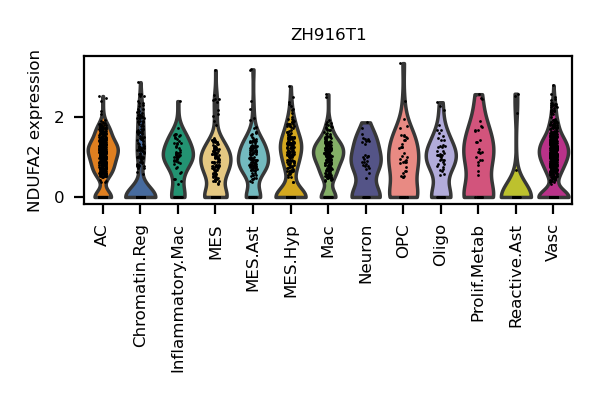 ZH916T1
NDUFA2 expression
2
0
AC
Chromatin.Reg
Inflammatory.Mac
MES
MES.Ast
MES.Hyp
Mac
Neuron
OPC
Oligo
Prolif.Metab
Reactive.Ast
Vasc